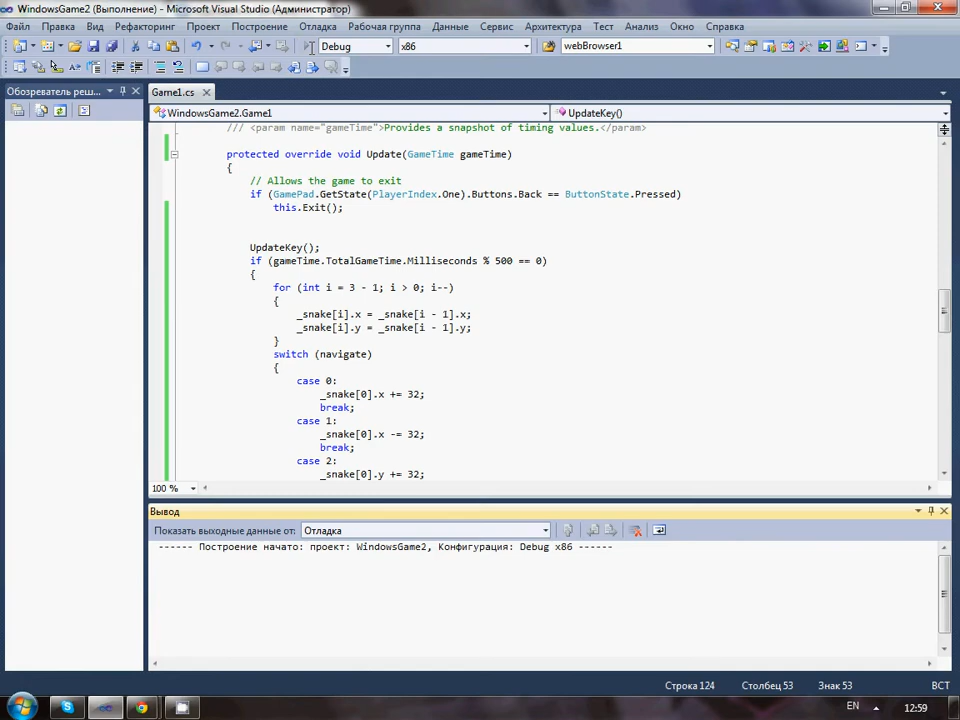 WindowsGame2 (Выполнение) - Microsoft Visual Studio (Администратор)
Файл Правка Вид Рефакторинг Проект Построение Отладка Рабочая группа Данные Сервис Архитектура Тест Анализ Окно Справка
Debug x86 webBrowser1
Обозреватель реш...
Game1.cs
WindowsGame2.Game1 UpdateKey()
/// <param name="gameTime">Provides a snapshot of timing values.</param>
protected override void Update(GameTime gameTime)
{
// Allows the game to exit
if (GamePad.GetState(PlayerIndex.One).Buttons.Back == ButtonState.Pressed)
this.Exit();
UpdateKey();
if (gameTime.TotalGameTime.Milliseconds % 500 == 0)
{
for (int i = 3 - 1; i > 0; i--)
{
_snake[i].x = _snake[i - 1].x;
_snake[i].y = _snake[i - 1].y;
}
switch (navigate)
{
case 0:
_snake[0].x += 32;
break;
case 1:
_snake[0].x -= 32;
break;
case 2:
_snake[0].y += 32;
100 %
Вывод
Показать выходные данные от: Отладка
------ Построение начато: проект: WindowsGame2, Конфигурация: Debug x86 ------
Строка 124 Столбец 53 Знак 53 ВСТ
EN 12:59